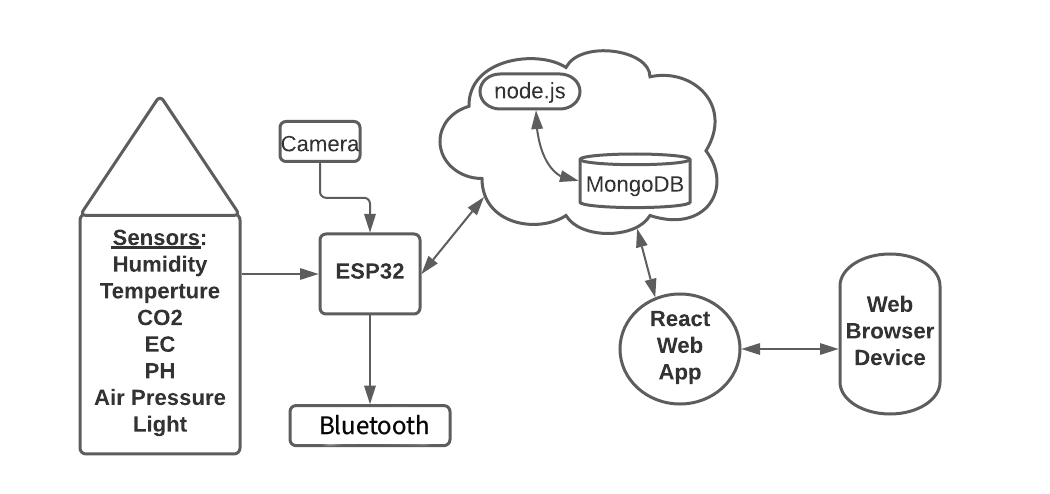 node.js
Camera
MongoDB
Sensors:
Humidity
Temperture
CO2
EC
PH
Air Pressure
Light
ESP32
Bluetooth
React
Web
App
Web
Browser
Device